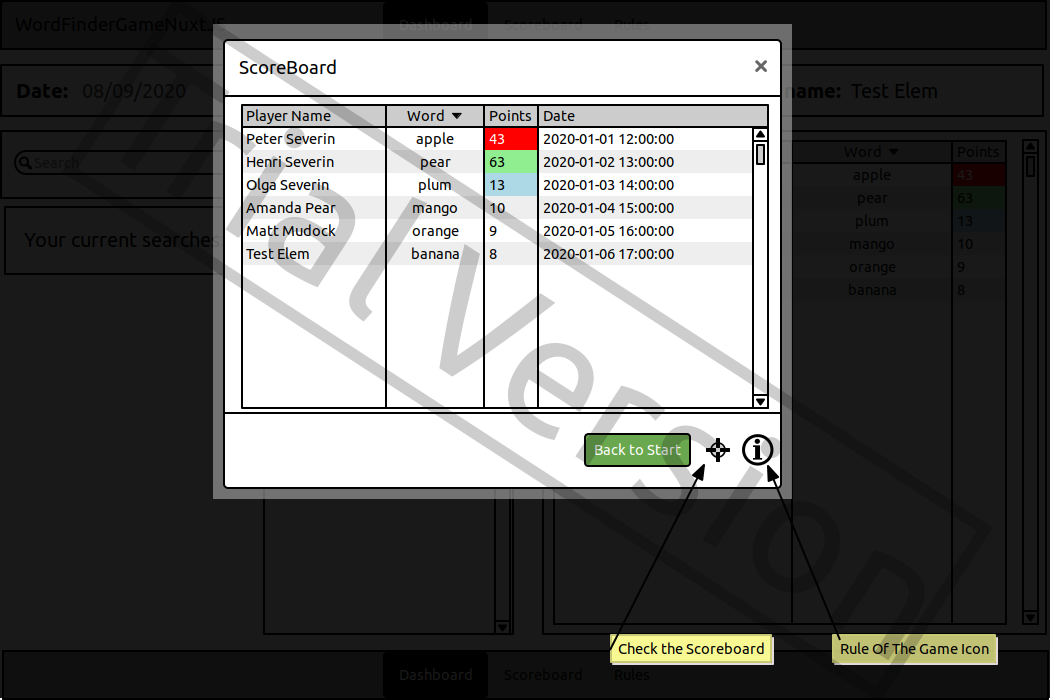 WordFinderGameNuxtJS
Dashboard Scoreboard Rules
Date: 08/09/2020
name: Test Elem
ScoreBoard
Player Name Word Points Date
Peter Severin apple 43 2020-01-01 12:00:00
Henri Severin pear 63 2020-01-02 13:00:00
Olga Severin plum 13 2020-01-03 14:00:00
Amanda Pear mango 10 2020-01-04 15:00:00
Matt Mudock orange 9 2020-01-05 16:00:00
Test Elem banana 8 2020-01-06 17:00:00
Search
Your current searches
Word Points
apple 43
pear 63
plum 13
mango 10
orange 9
banana 8
Back to Start
Check the Scoreboard
Rule Of The Game Icon
Dashboard Scoreboard Rules
Trial Version